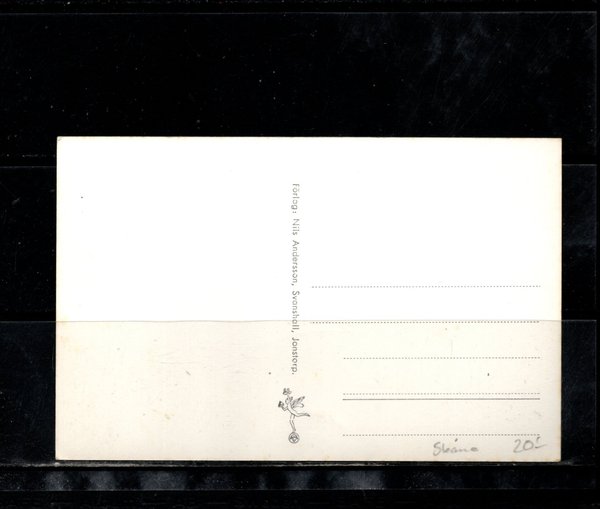 Förlag: Nils Andersson, Svanshall, Jonstorp.
Skåne 20:-